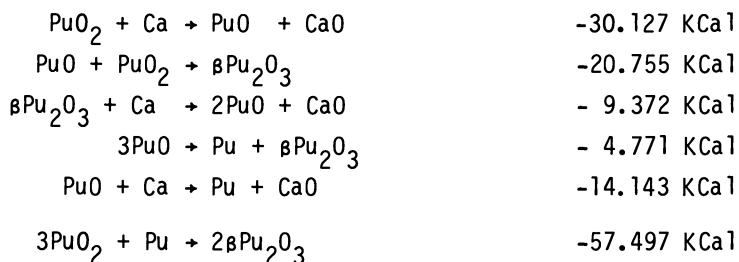 PuO₂ + Ca → PuO + CaO -30.127 KCal
PuO + PuO₂ → βPu₂O₃ -20.755 KCal
βPu₂O₃ + Ca → 2PuO + CaO - 9.372 KCal
3PuO → Pu + βPu₂O₃ - 4.771 KCal
PuO + Ca → Pu + CaO -14.143 KCal
3PuO₂ + Pu → 2βPu₂O₃ -57.497 KCal